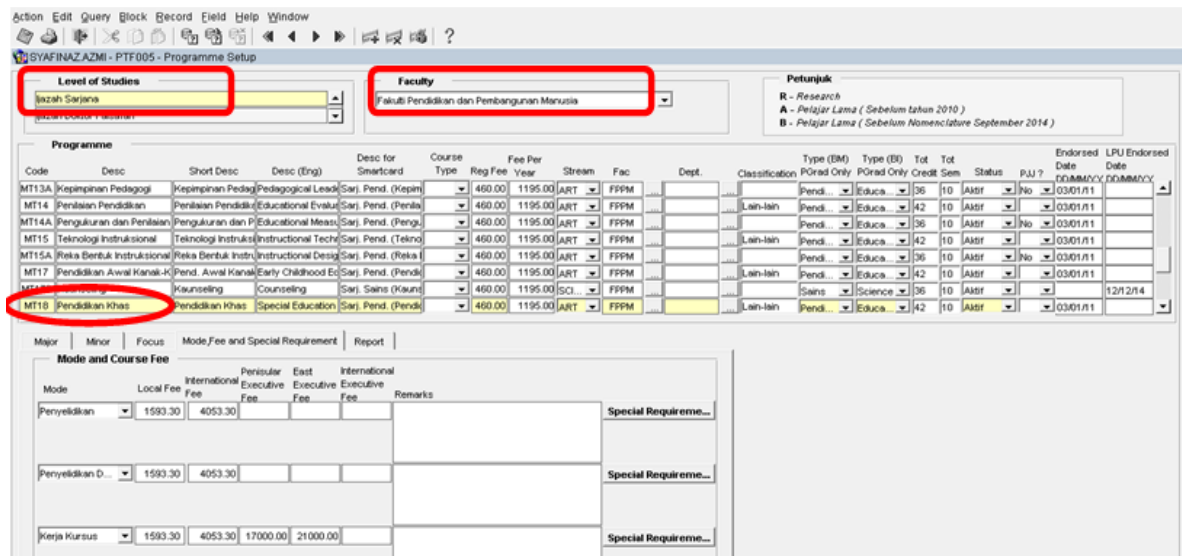 Action Edit Query Block Record Field Help Window
SYAFINAZ.AZMI - PTF005 - Programme Setup
Level of Studies
Ijazah Sarjana
Ijazah Doktor Falsafah
Faculty
Fakulti Pendidikan dan Pembangunan Manusia
Petunjuk
R - Research
A - Pelajar Lama ( Sebelum tahun 2010 )
B - Pelajar Lama ( Sebelum Nomenclature September 2014 )
Programme
Code Desc Short Desc Desc (Eng) Desc for Smartcard Course Type Reg Fee Fee Per Year Stream Fac Dept. Classification Type (BM) PGrad Only Type (BI) PGrad Only Tot Credit Tot Sem Status PJJ ? Endorsed Date DD/MM/YY LPU Endorsed Date DD/MM/YY
MT13A Kepimpinan Pedagogi Kepimpinan Pedag Pedagogical Leade Sarj. Pend. (Kepim 460.00 1195.00 ART FPPM ... ... Pendi... Educa... 36 10 Aktif No 03/01/11
MT14 Penilaian Pendidikan Penilaian Pendidika Educational Evalua Sarj. Pend. (Penila 460.00 1195.00 ART FPPM ... ... Lain-lain Pendi... Educa... 42 10 Aktif 03/01/11
MT14A Pengukuran dan Penilaian Pengukuran dan P Educational Measu Sarj. Pend. (Pengu 460.00 1195.00 ART FPPM ... ... Pendi... Educa... 36 10 Aktif No 03/01/11
MT15 Teknologi Instruksional Teknologi Instruksi Instructional Techn Sarj. Pend. (Tekno 460.00 1195.00 ART FPPM ... ... Lain-lain Pendi... Educa... 42 10 Aktif 03/01/11
MT15A Reka Bentuk Instruksional Reka Bentuk Instru Instructional Desig Sarj. Pend. (Reka 460.00 1195.00 ART FPPM ... ... Pendi... Educa... 36 10 Aktif No 03/01/11
MT17 Pendidikan Awal Kanak-K Pend. Awal Kanak Early Childhood Ed Sarj. Pend. (Pendi 460.00 1195.00 ART FPPM ... ... Lain-lain Pendi... Educa... 42 10 Aktif 03/01/11
Kaunseling Counseling Sarj. Sains (Kauns 460.00 1195.00 SCI... FPPM ... ... Sains Science 36 10 Aktif 12/12/14
MT18 Pendidikan Khas Pendidikan Khas Special Education Sarj. Pend. (Pendi 460.00 1195.00 ART FPPM ... ... Lain-lain Pendi... Educa... 42 10 Aktif 03/01/11
Major Minor Focus Mode,Fee and Special Requirement Report
Mode and Course Fee
Mode Local Fee International Fee Penisular Executive Fee East Executive Fee International Executive Fee Remarks
Penyelidikan 1593.30 4053.30 Special Requireme...
Penyelidikan D... 1593.30 4053.30 Special Requireme...
Kerja Kursus 1593.30 4053.30 17000.00 21000.00 Special Requireme...